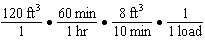 120 ft³/1 • 60 min/1 hr • 8 ft³/10 min • 1/1 load